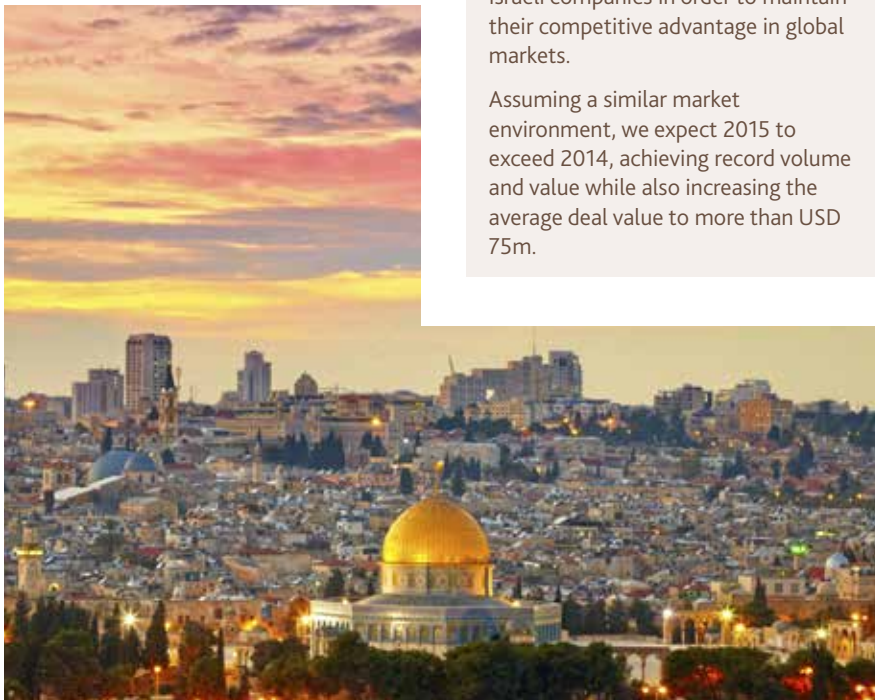 Israeli companies in order to maintain
their competitive advantage in global
markets.
Assuming a similar market
environment, we expect 2015 to
exceed 2014, achieving record volume
and value while also increasing the
average deal value to more than USD
75m.